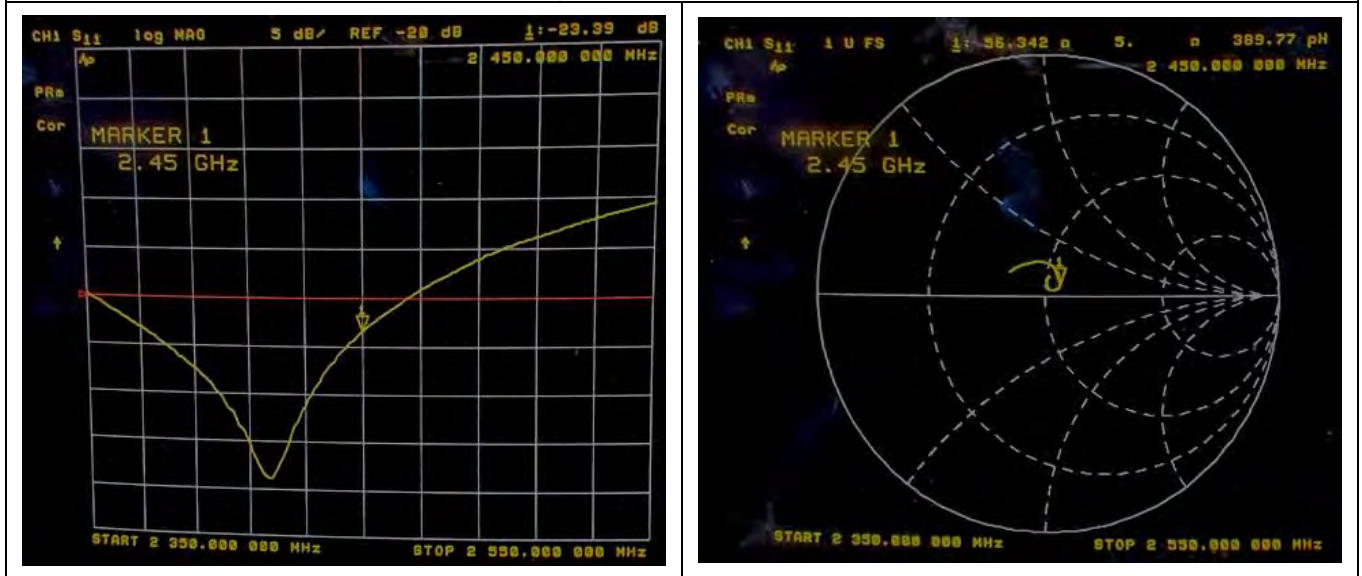 CH1 S11 log MAG 5 dB/ REF -20 dB 1:-23.39 dB
2 450.000 000 MHz
PRm
Cor
MARKER 1
2.45 GHz
START 2 350.000 000 MHz STOP 2 550.000 000 MHz
CH1 S11 1 U FS 1: 56.342 Ω 5. Ω 389.77 pH
2 450.000 000 MHz
PRm
Cor
MARKER 1
2.45 GHz
START 2 350.000 000 MHz STOP 2 550.000 000 MHz